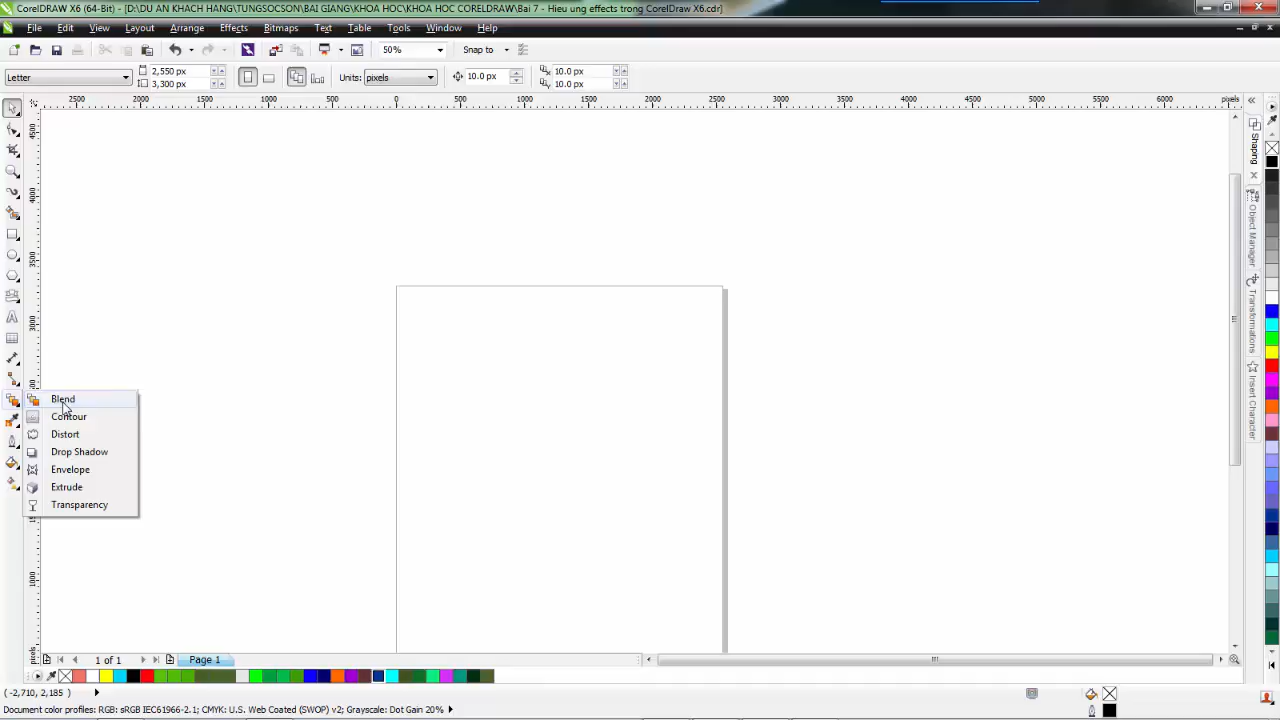 CorelDRAW X6 (64-Bit) - [D:\DU AN KHACH HANG\TUNGSOCSON\BAI GIANG\KHOA HOC\KHOA HOC CORELDRAW\Bai 7 - Hieu ung effects trong CorelDraw X6.cdr]
File Edit View Layout Arrange Effects Bitmaps Text Table Tools Window Help
50% Snap to
Letter 2,550 px 3,300 px Units: pixels 10.0 px 10.0 px 10.0 px
2500 2000 1500 1000 500 0 500 1000 1500 2000 2500 3000 3500 4000 4500 5000 5500 6000 pixels
4500
4000
3500
3000
1000
pixels
Shaping
Object Manager
Transformations
Insert Character
Blend
Contour
Distort
Drop Shadow
Envelope
Extrude
Transparency
1 of 1 Page 1
(-2,710, 2,185 )
Document color profiles: RGB: sRGB IEC61966-2.1; CMYK: U.S. Web Coated (SWOP) v2; Grayscale: Dot Gain 20%